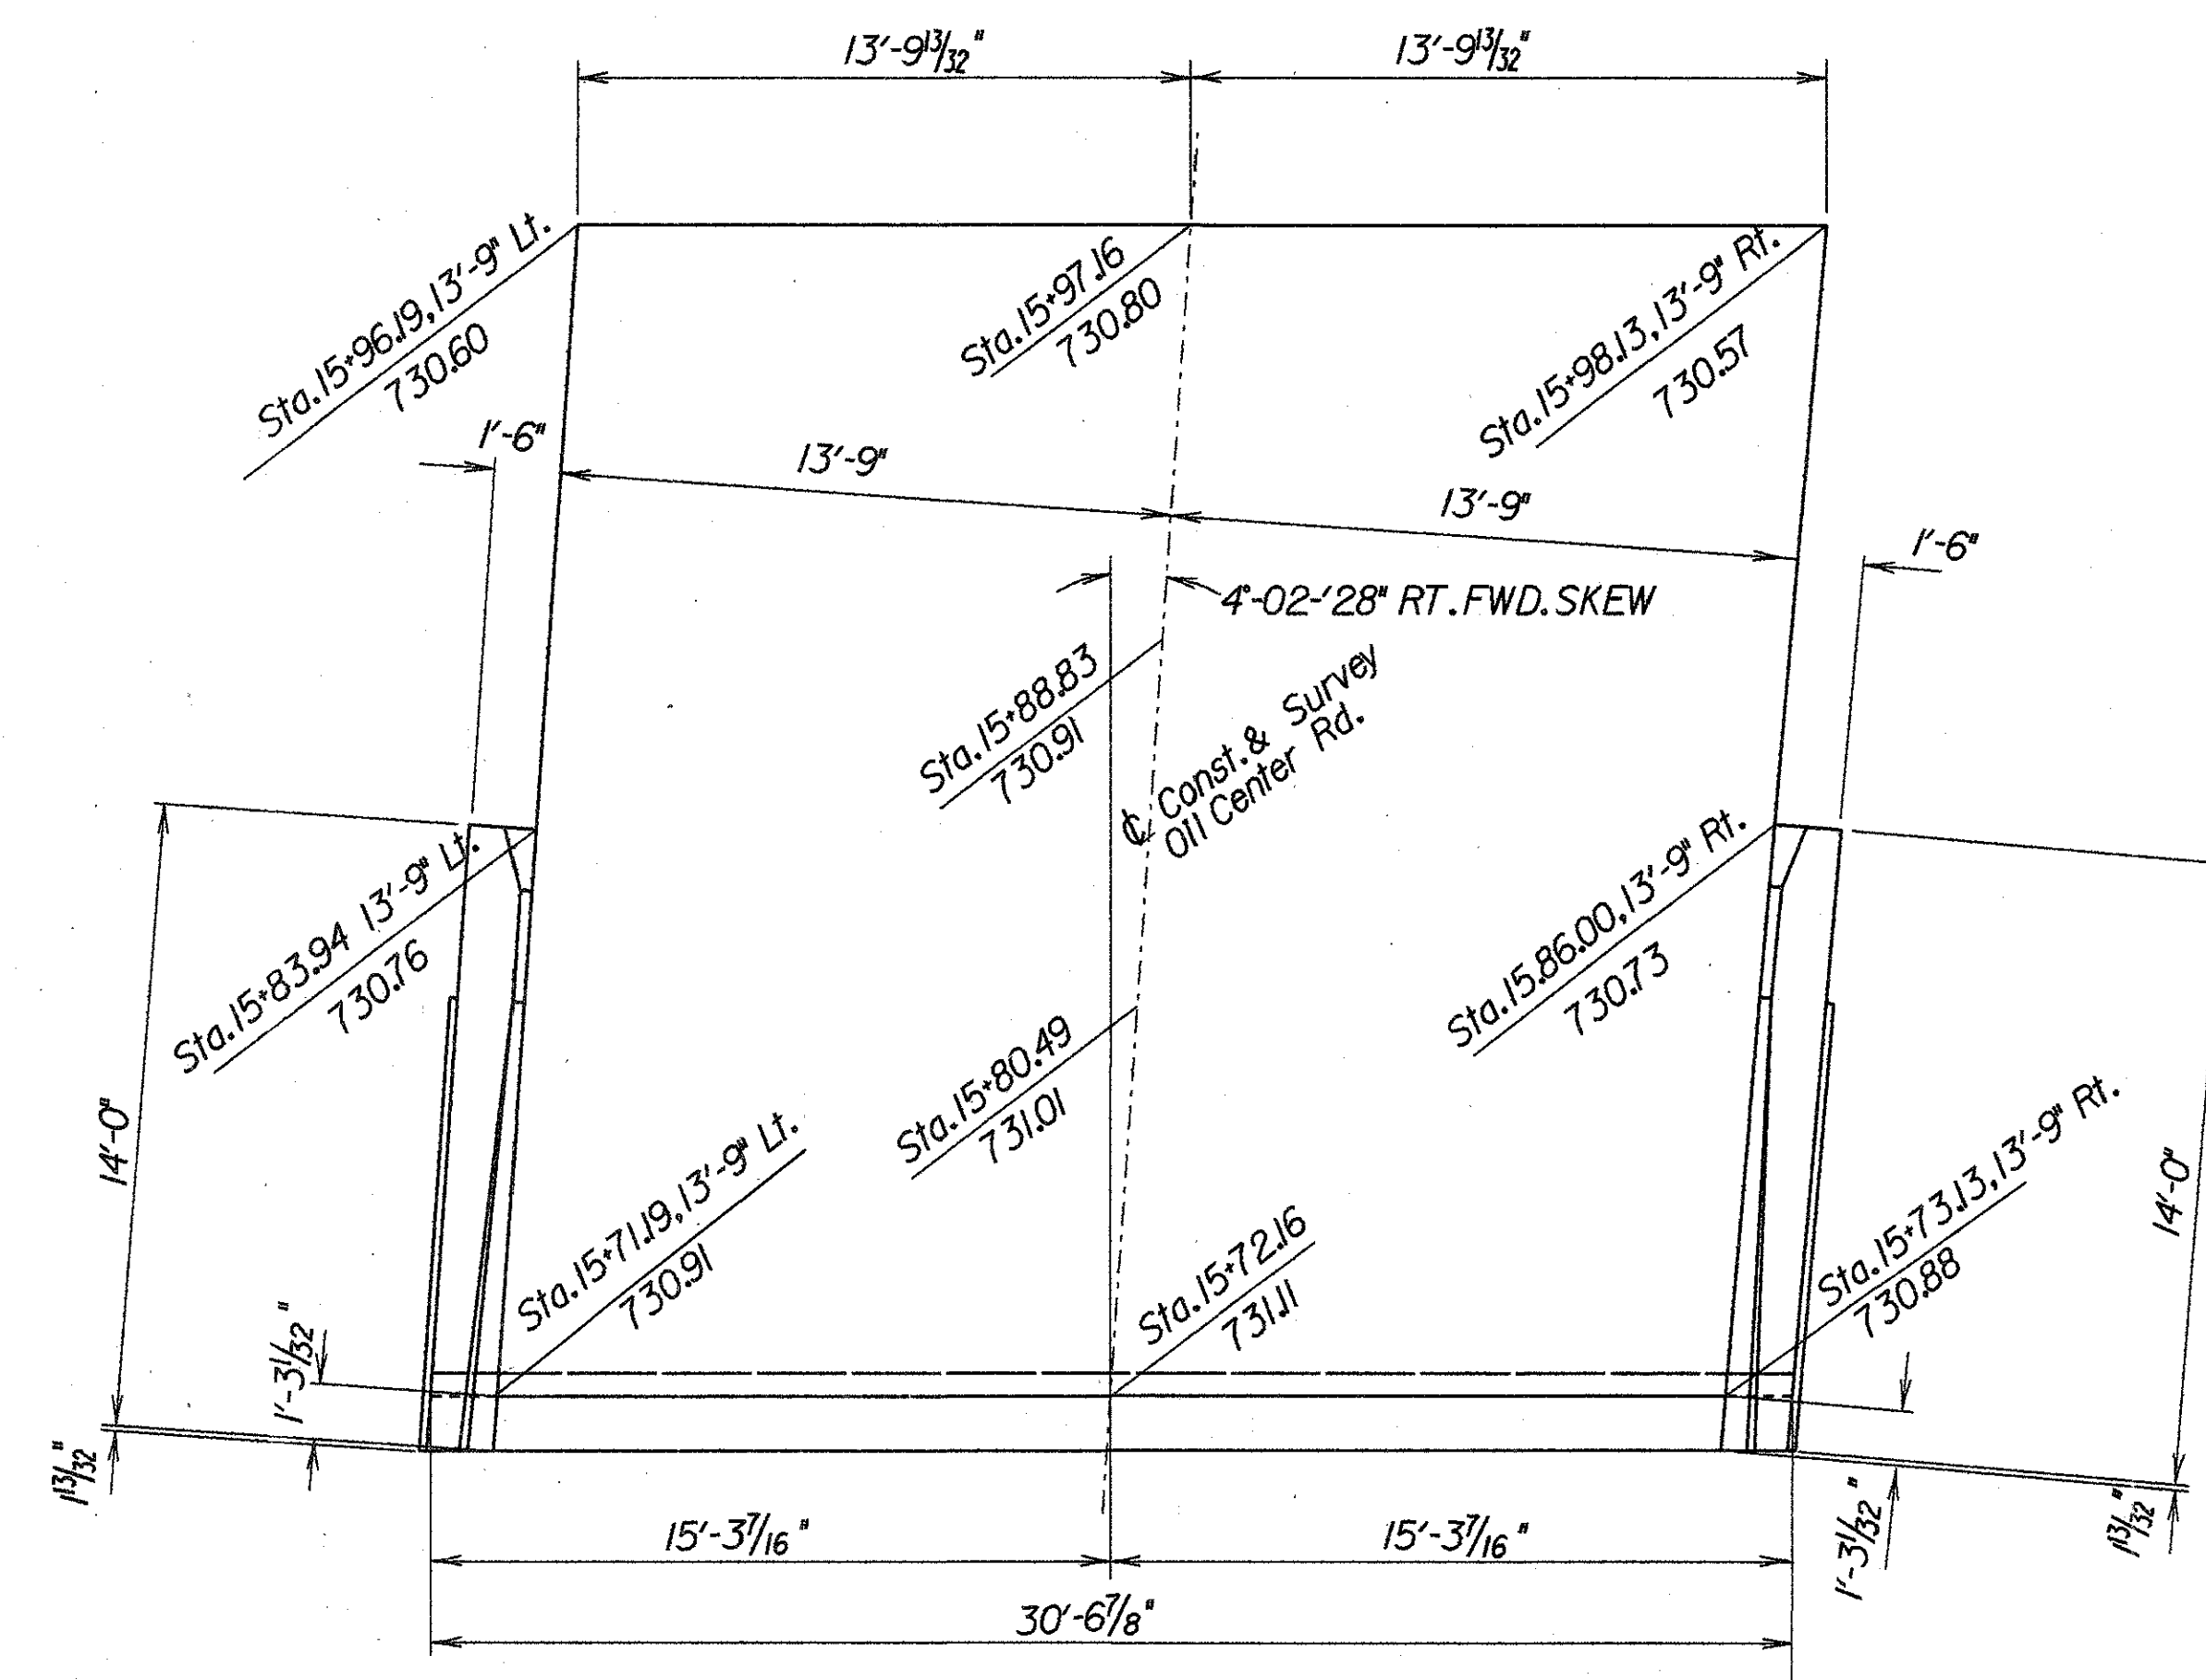 13'-9 13/32"
13'-9 13/32"
Sta.15+96.19,13'-9" Lt.
730.60
Sta.15+97.16
730.80
Sta.15+98.13,13'-9" Rt.
730.57
1'-6"
13'-9"
13'-9"
1'-6"
4°-02-'28" RT.FWD.SKEW
Sta.15+88.83
730.91
℄ Const.& Survey
Oil Center Rd.
Sta.15+83.94 13'-9" Lt.
730.76
Sta.15.86.00,13'-9" Rt.
730.73
Sta.15+80.49
731.01
14'-0"
Sta.15+71.19,13'-9" Lt.
730.91
Sta.15+72.16
731.11
Sta.15+73.13,13'-9" Rt.
730.88
14'-0"
1'-3 1/32"
1 13/32"
1'-3 1/32"
1 13/32"
15'-3 7/16"
15'-3 7/16"
30'-6 7/8"